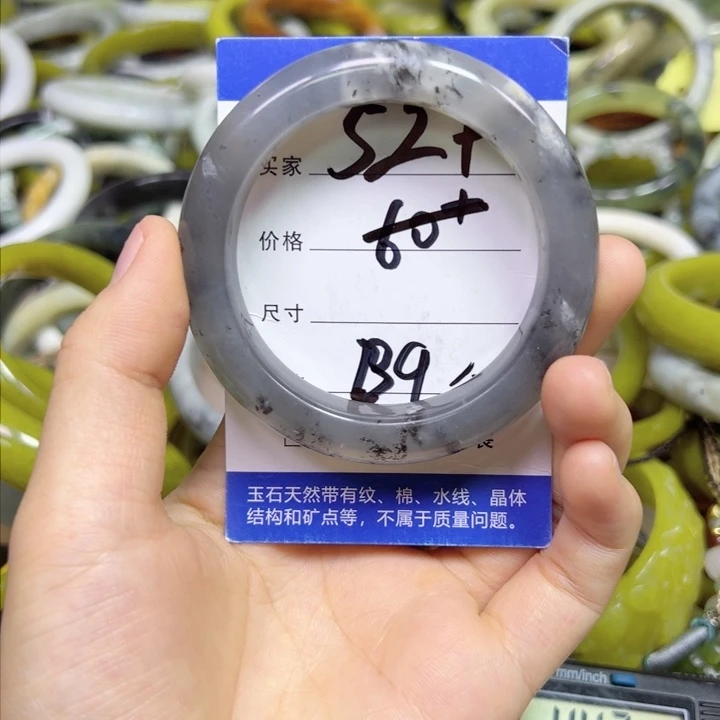 买家 52+
价格 60+
尺寸
B9
玉石天然带有纹、棉、水线、晶体
结构和矿点等，不属于质量问题。
mm/inch